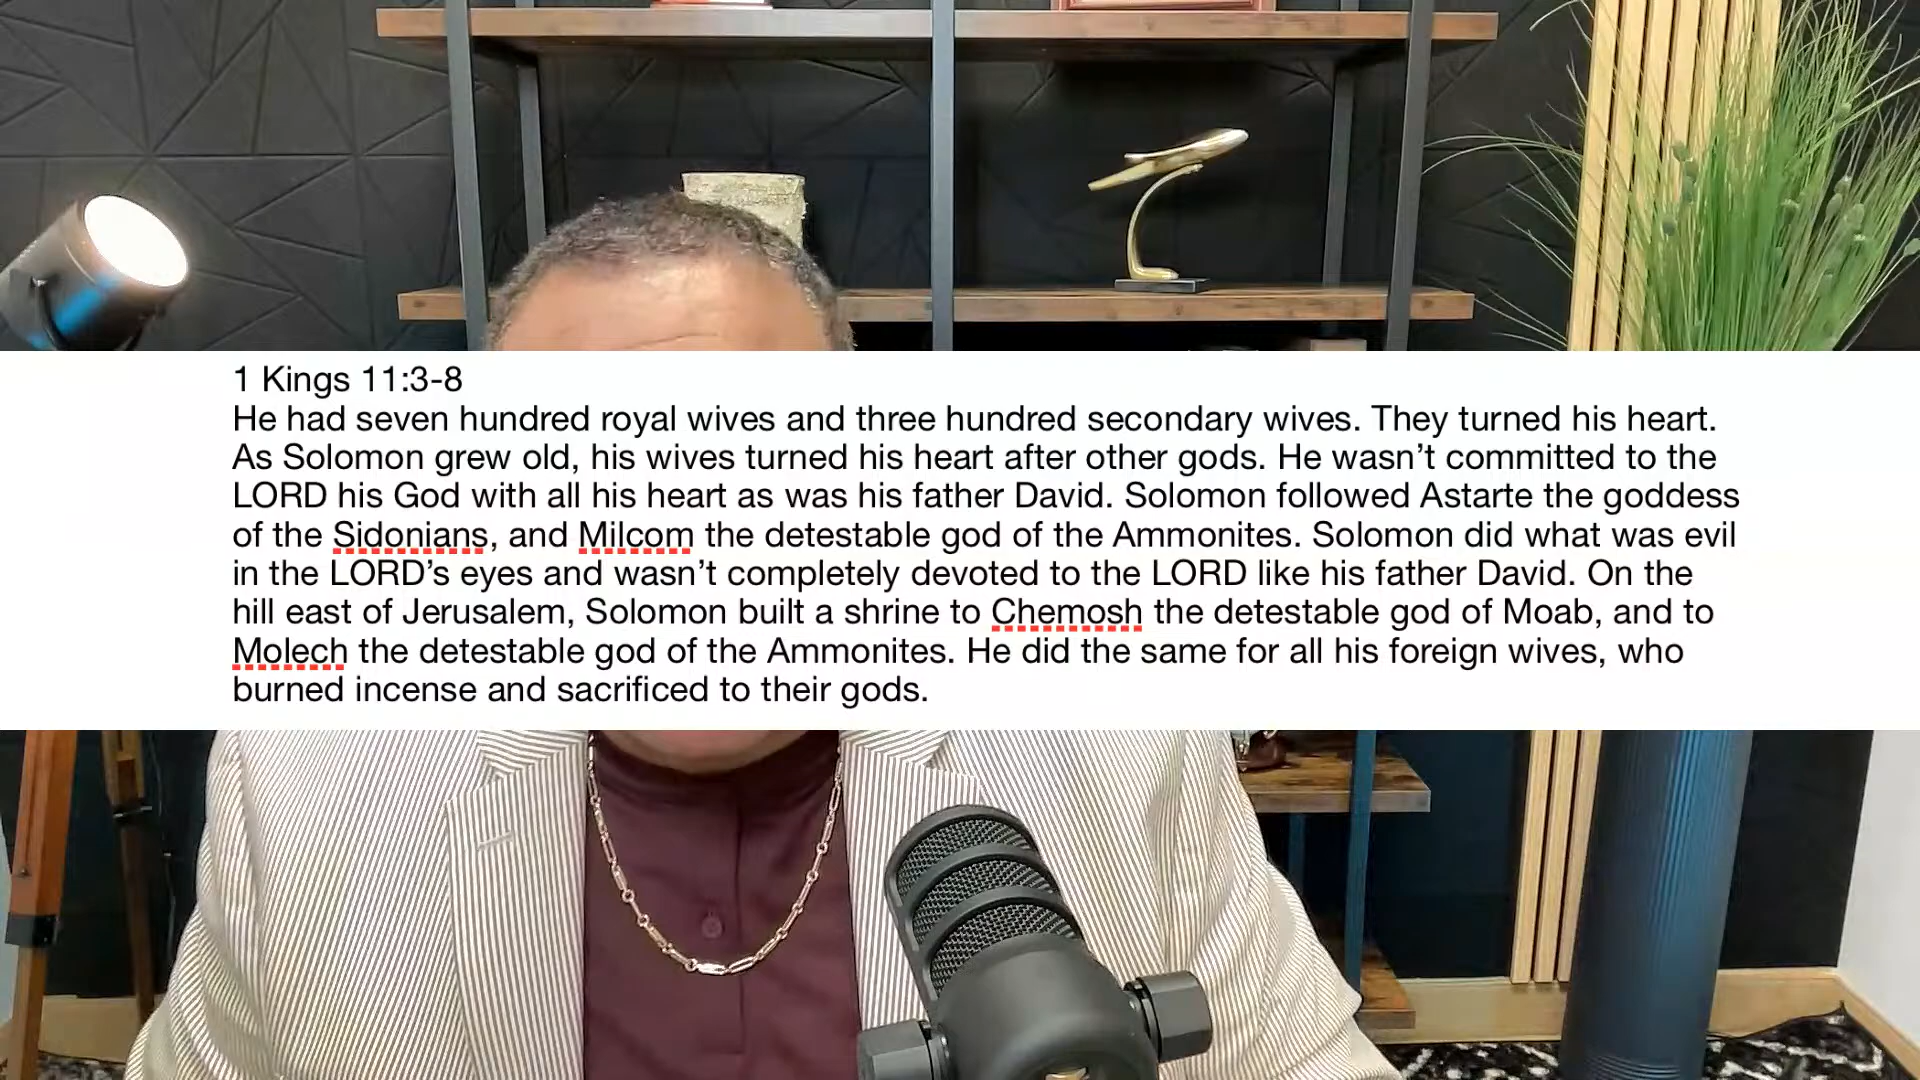 1 Kings 11:3-8
He had seven hundred royal wives and three hundred secondary wives. They turned his heart.
As Solomon grew old, his wives turned his heart after other gods. He wasn’t committed to the
LORD his God with all his heart as was his father David. Solomon followed Astarte the goddess
of the Sidonians, and Milcom the detestable god of the Ammonites. Solomon did what was evil
in the LORD’s eyes and wasn’t completely devoted to the LORD like his father David. On the
hill east of Jerusalem, Solomon built a shrine to Chemosh the detestable god of Moab, and to
Molech the detestable god of the Ammonites. He did the same for all his foreign wives, who
burned incense and sacrificed to their gods.